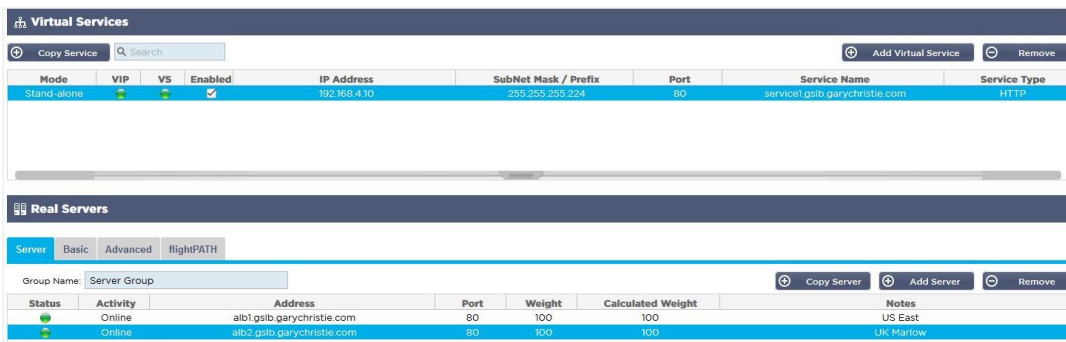 Virtual Services
Copy Service Search Add Virtual Service Remove
Mode VIP VS Enabled IP Address SubNet Mask / Prefix Port Service Name Service Type
Stand-alone 192.168.4.10 255.255.255.224 80 service1.gslb.garychristie.com HTTP
Real Servers
Server Basic Advanced flightPATH
Group Name: Server Group Copy Server Add Server Remove
Status Activity Address Port Weight Calculated Weight Notes
Online alb1.gslb.garychristie.com 80 100 100 US East
Online alb2.gslb.garychristie.com 80 100 100 UK Marlow